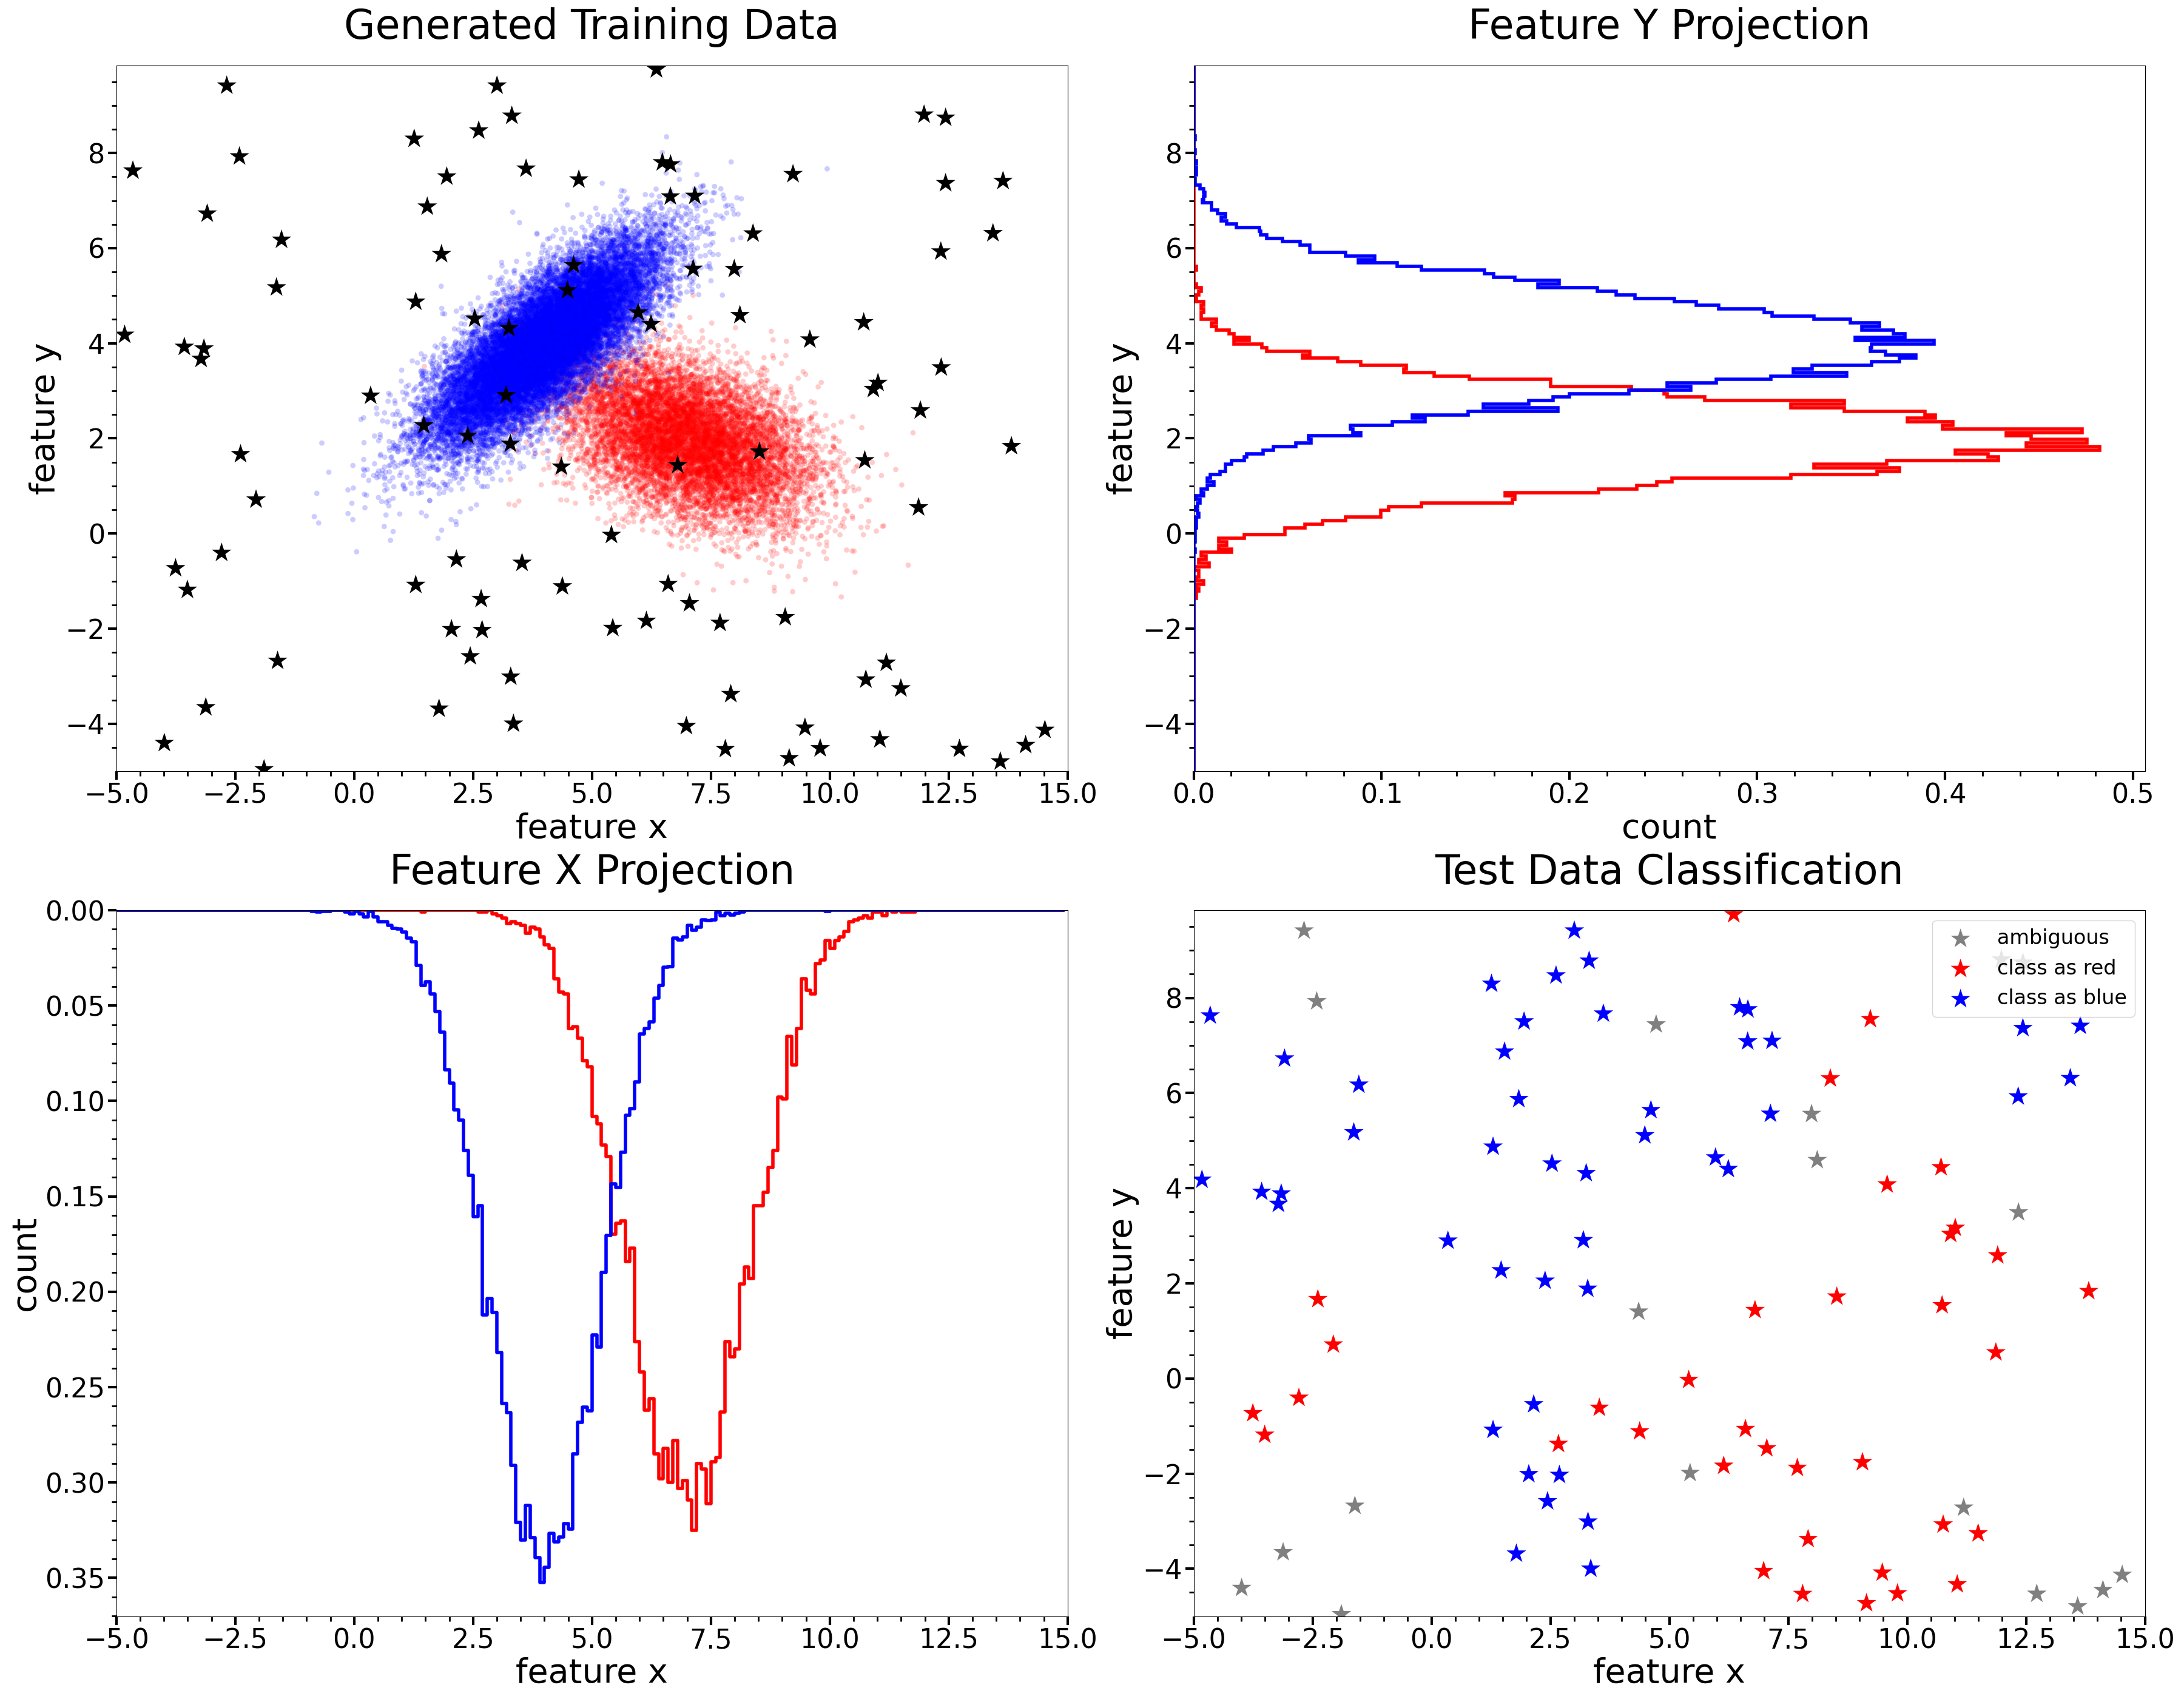 Generated Training Data
8
6
4
2
0
−2
−4
feature y
−5.0 −2.5 0.0 2.5 5.0 7.5 10.0 12.5 15.0
feature x
Feature Y Projection
8
6
4
2
0
−2
−4
feature y
0.0 0.1 0.2 0.3 0.4 0.5
count
Feature X Projection
0.00
0.05
0.10
0.15
0.20
0.25
0.30
0.35
count
−5.0 −2.5 0.0 2.5 5.0 7.5 10.0 12.5 15.0
feature x
Test Data Classification
ambiguous
class as red
class as blue
8
6
4
2
0
−2
−4
feature y
−5.0 −2.5 0.0 2.5 5.0 7.5 10.0 12.5 15.0
feature x